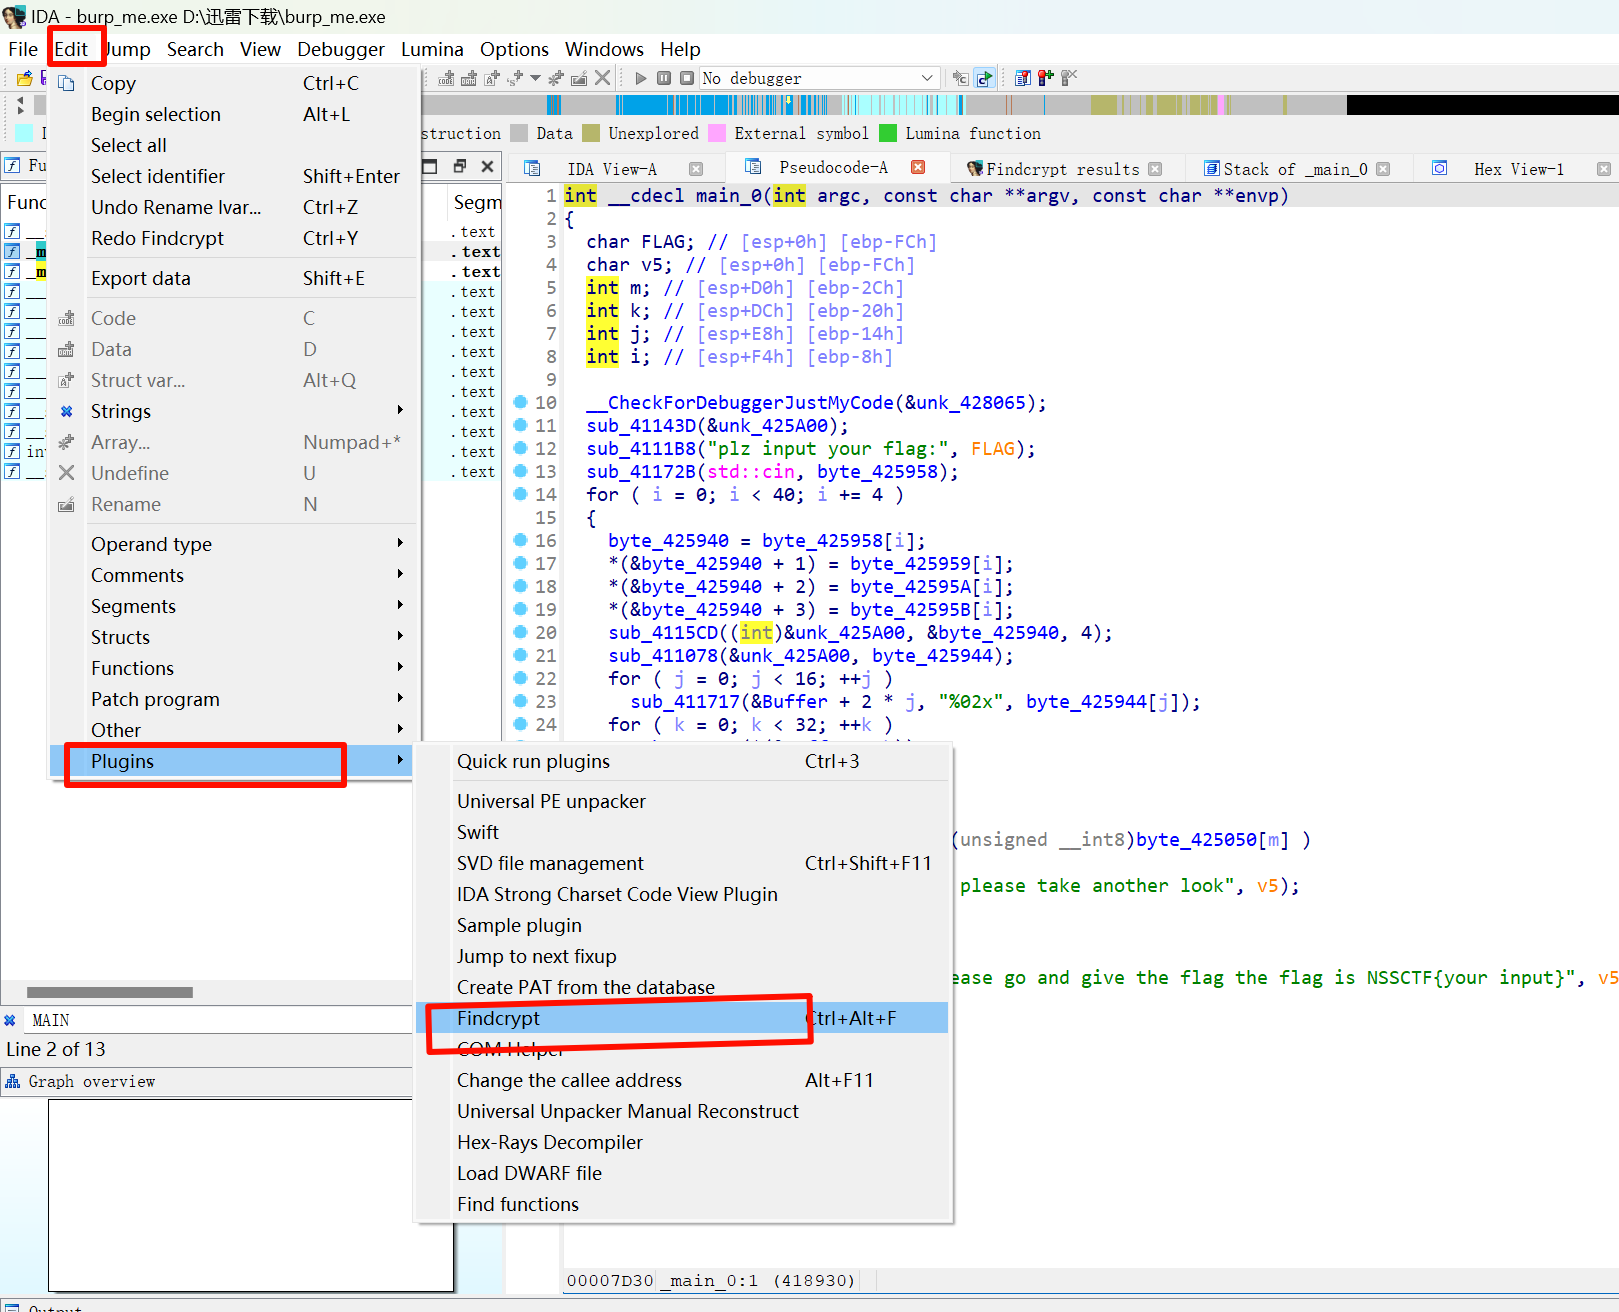 IDA - burp_me.exe D:\迅雷下载\burp_me.exe
File Edit Jump Search View Debugger Lumina Options Windows Help
No debugger
struction Data Unexplored External symbol Lumina function
Copy Ctrl+C
Begin selection Alt+L
Select all
Select identifier Shift+Enter
Undo Rename lvar... Ctrl+Z
Redo Findcrypt Ctrl+Y
Export data Shift+E
Code C
Data D
Struct var... Alt+Q
Strings
Array... Numpad+*
Undefine U
Rename N
Operand type
Comments
Segments
Structs
Functions
Patch program
Other
Plugins
Fu
Func
Segm
.text
.text
.text
.text
.text
.text
.text
.text
.text
.text
.text
.text
.text
MAIN
Line 2 of 13
Graph overview
Quick run plugins Ctrl+3
Universal PE unpacker
Swift
SVD file management Ctrl+Shift+F11
IDA Strong Charset Code View Plugin
Sample plugin
Jump to next fixup
Create PAT from the database
Findcrypt Ctrl+Alt+F
COM Helper
Change the callee address Alt+F11
Universal Unpacker Manual Reconstruct
Hex-Rays Decompiler
Load DWARF file
Find functions
IDA View-A Pseudocode-A Findcrypt results Stack of _main_0 Hex View-1
1 int __cdecl main_0(int argc, const char **argv, const char **envp)
2 {
3 char FLAG; // [esp+0h] [ebp-FCh]
4 char v5; // [esp+0h] [ebp-FCh]
5 int m; // [esp+D0h] [ebp-2Ch]
6 int k; // [esp+DCh] [ebp-20h]
7 int j; // [esp+E8h] [ebp-14h]
8 int i; // [esp+F4h] [ebp-8h]
9
10 __CheckForDebuggerJustMyCode(&unk_428065);
11 sub_41143D(&unk_425A00);
12 sub_4111B8("plz input your flag:", FLAG);
13 sub_41172B(std::cin, byte_425958);
14 for ( i = 0; i < 40; i += 4 )
15 {
16 byte_425940 = byte_425958[i];
17 *(&byte_425940 + 1) = byte_425959[i];
18 *(&byte_425940 + 2) = byte_42595A[i];
19 *(&byte_425940 + 3) = byte_42595B[i];
20 sub_4115CD((int)&unk_425A00, &byte_425940, 4);
21 sub_411078(&unk_425A00, byte_425944);
22 for ( j = 0; j < 16; ++j )
23 sub_411717(&Buffer + 2 * j, "%02x", byte_425944[j]);
24 for ( k = 0; k < 32; ++k )
(unsigned __int8)byte_425050[m] )
please take another look", v5);
ease go and give the flag the flag is NSSCTF{your input}", v5
00007D30 _main_0:1 (418930)